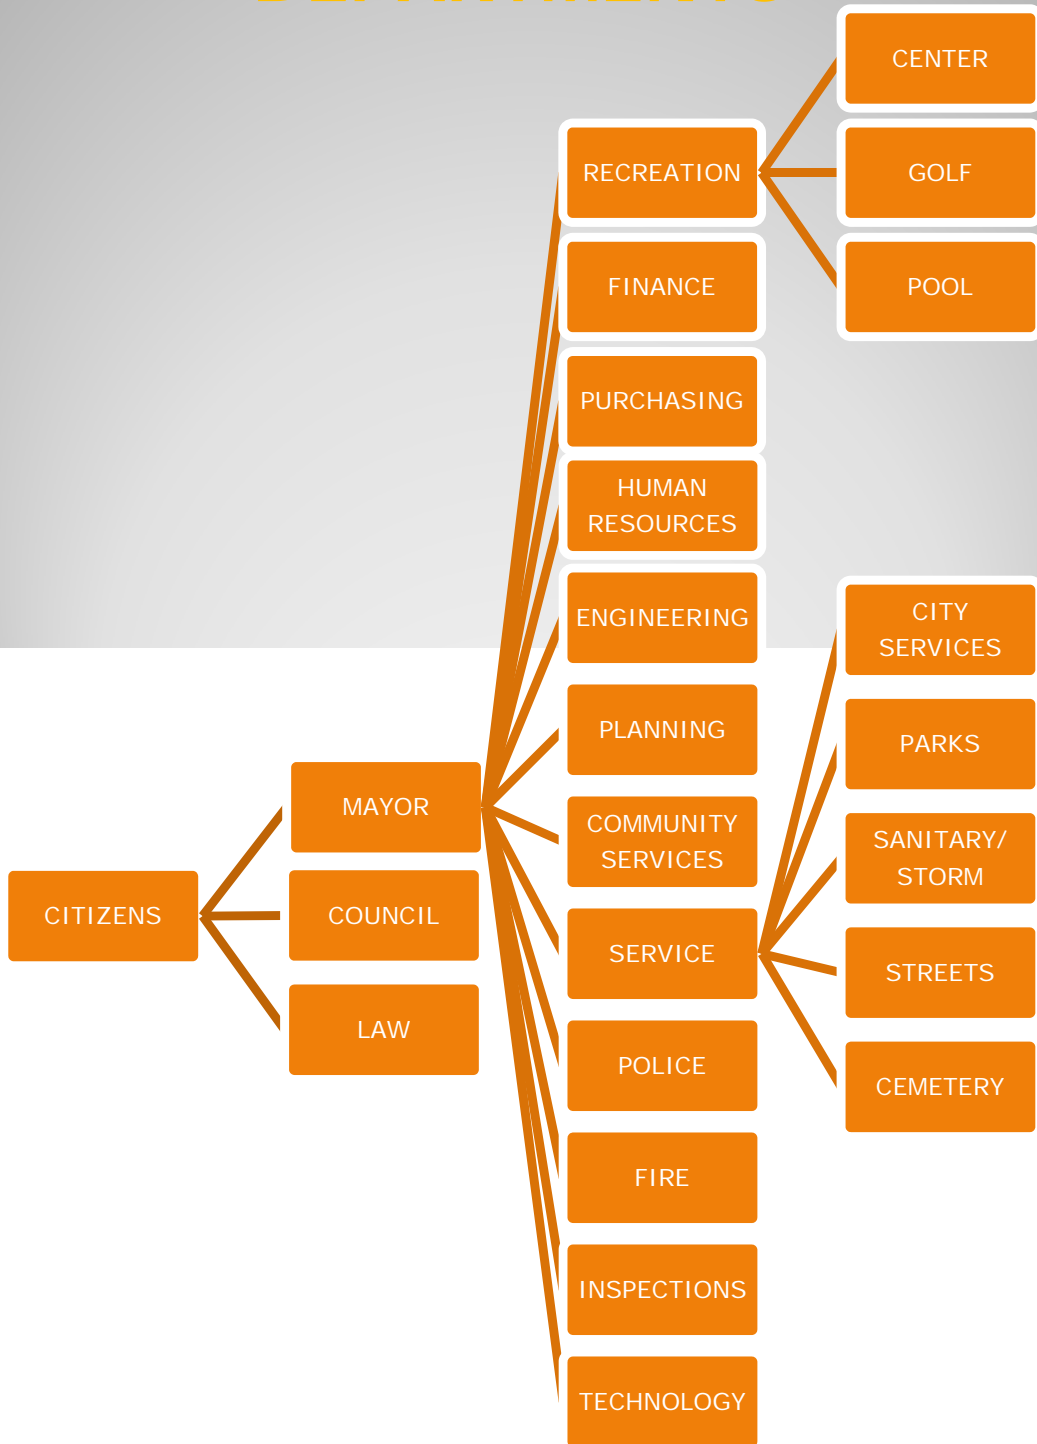 DEPARTMENTS
CENTER
RECREATION
GOLF
FINANCE
POOL
PURCHASING
HUMAN
RESOURCES
ENGINEERING
CITY
SERVICES
PLANNING
PARKS
MAYOR
COMMUNITY
SERVICES
SANITARY/
STORM
CITIZENS
COUNCIL
SERVICE
STREETS
LAW
POLICE
CEMETERY
FIRE
INSPECTIONS
TECHNOLOGY